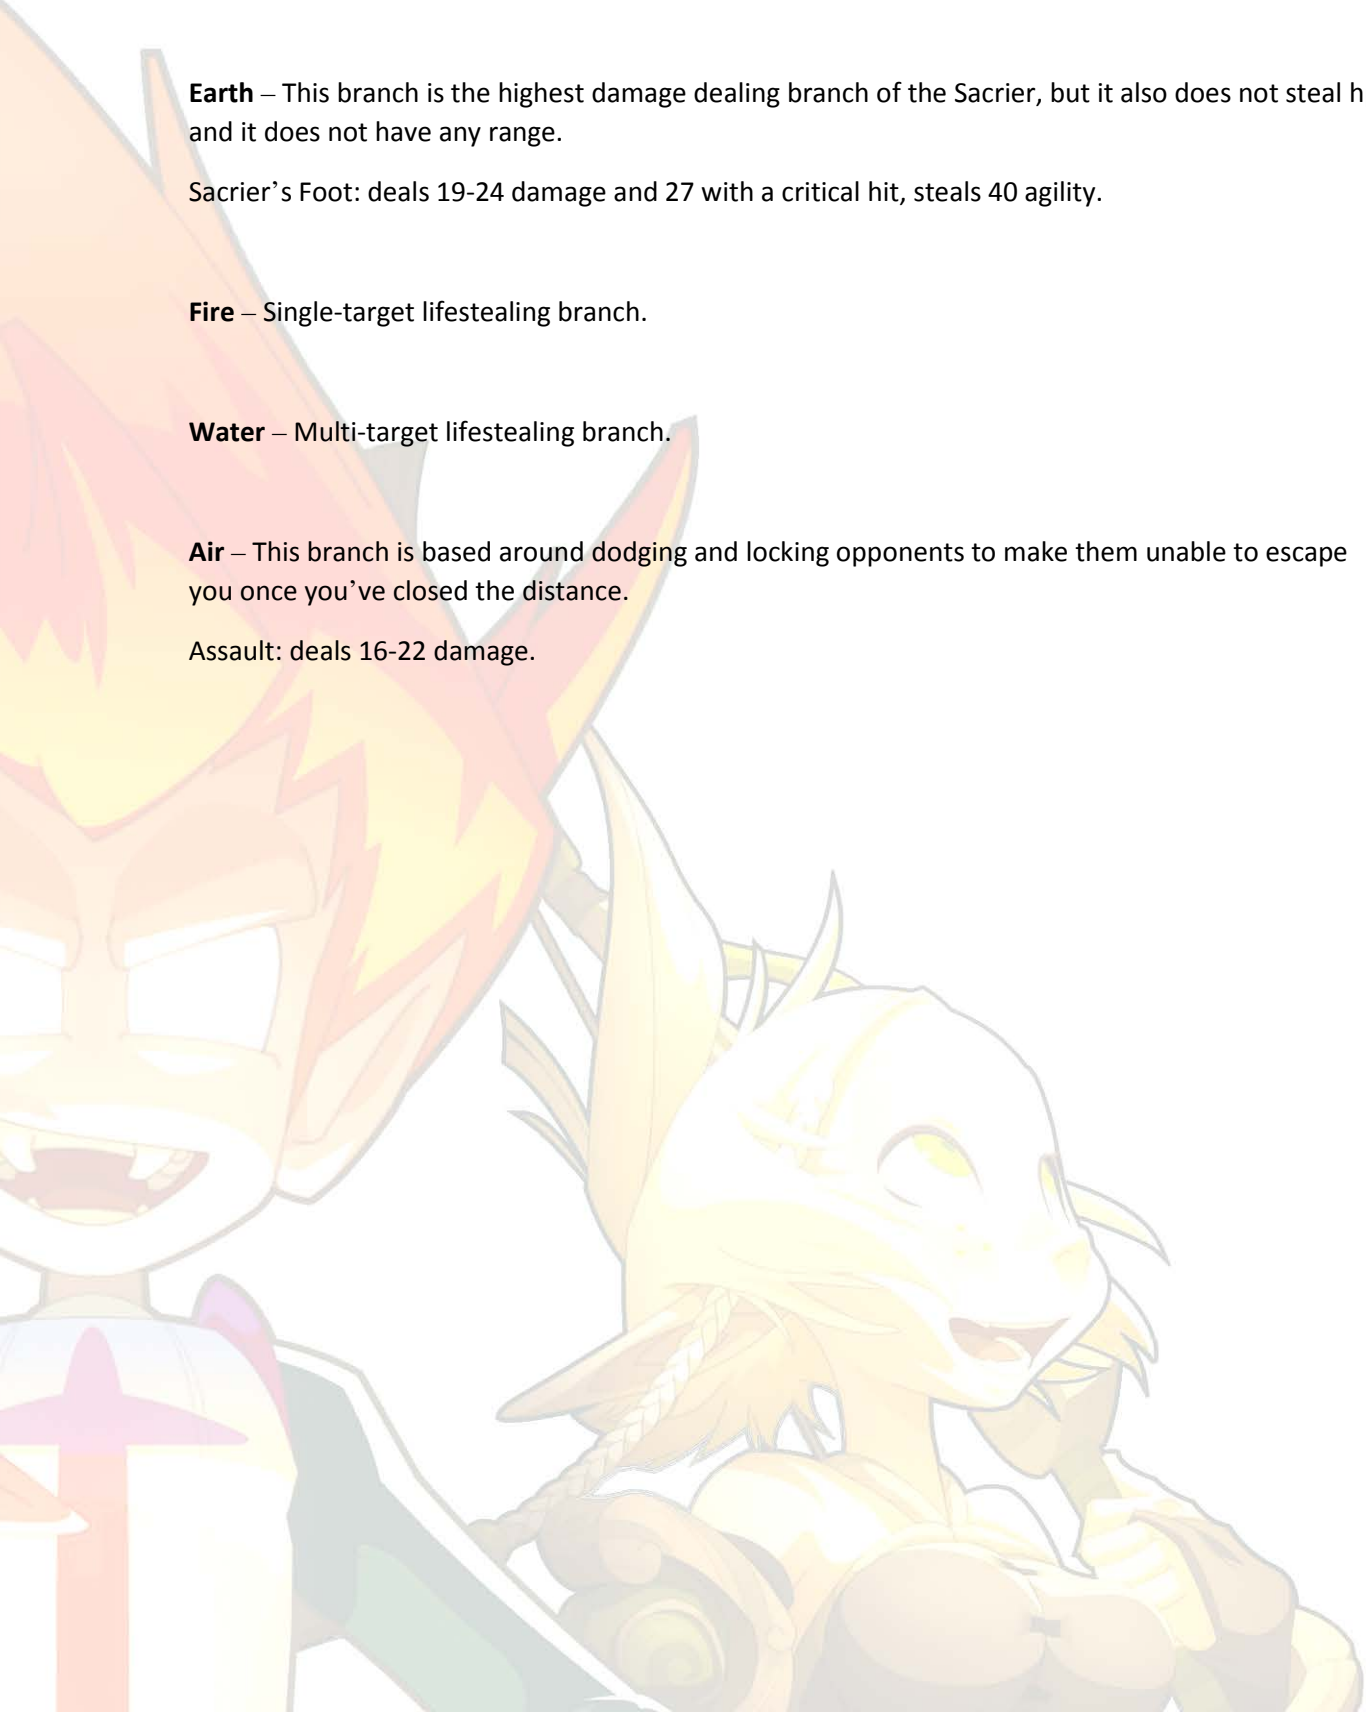 Earth – This branch is the highest damage dealing branch of the Sacrier, but it also does not steal h
and it does not have any range.
Sacrier’s Foot: deals 19-24 damage and 27 with a critical hit, steals 40 agility.
Fire – Single-target lifestealing branch.
Water – Multi-target lifestealing branch.
Air – This branch is based around dodging and locking opponents to make them unable to escape
you once you’ve closed the distance.
Assault: deals 16-22 damage.